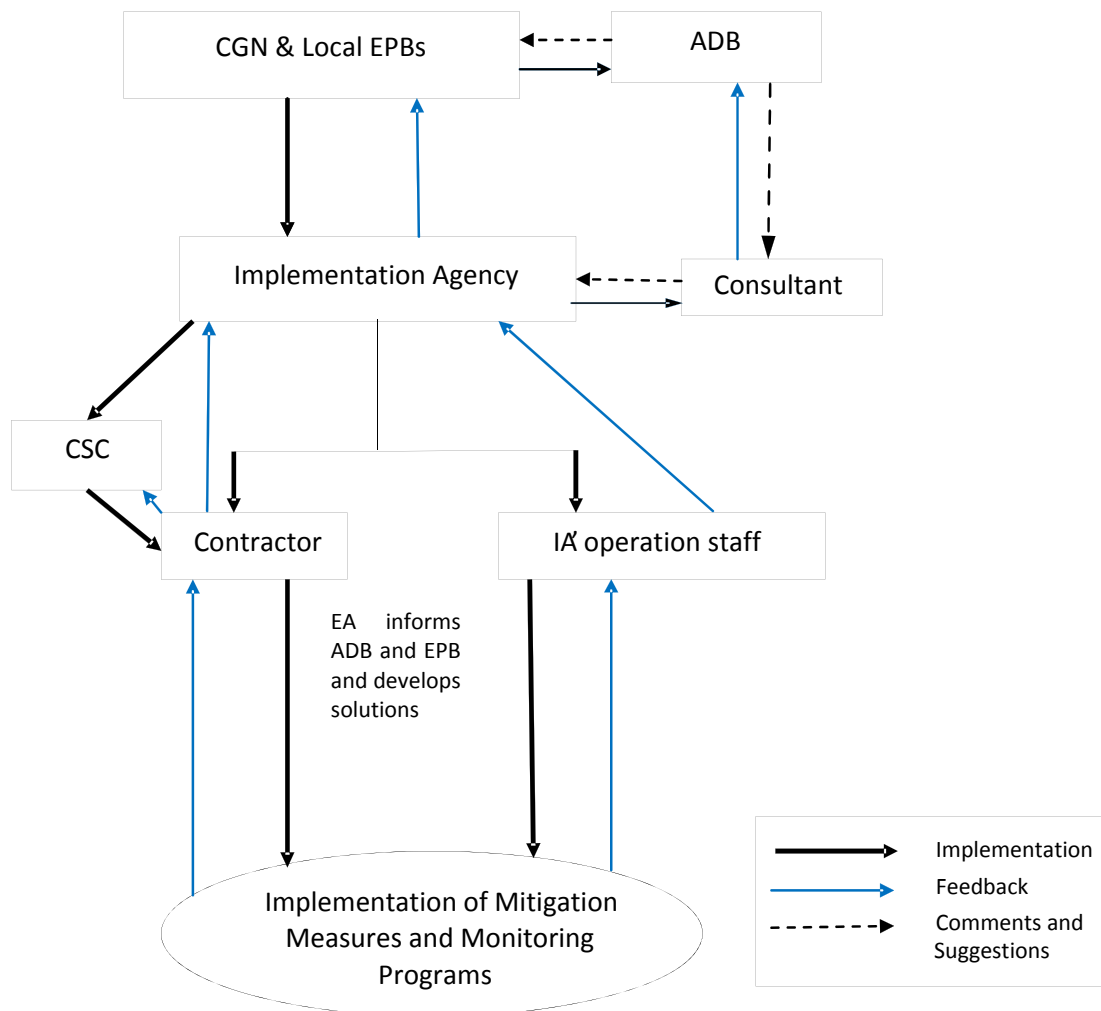 CGN & Local EPBs
ADB
Implementation Agency
Consultant
CSC
Contractor
IA’ operation staff
EA informs
ADB and EPB
and develops
solutions
Implementation of Mitigation
Measures and Monitoring
Programs
Implementation
Feedback
Comments and
Suggestions